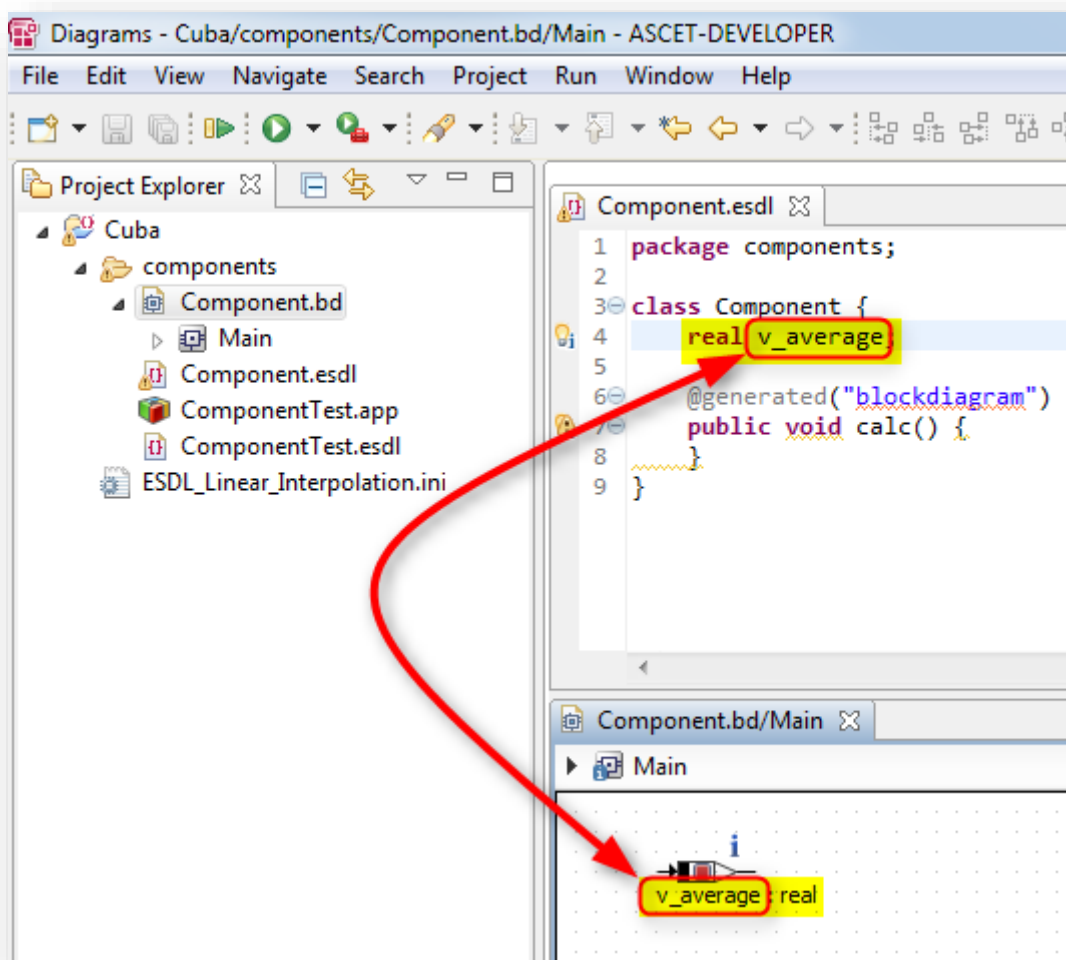 Diagrams - Cuba/components/Component.bd/Main - ASCET-DEVELOPER
File Edit View Navigate Search Project Run Window Help
Project Explorer
Cuba
components
Component.bd
Main
Component.esdl
ComponentTest.app
ComponentTest.esdl
ESDL_Linear_Interpolation.ini
Component.esdl
1 package components;
2
3 class Component {
4 real v_average;
5
6 @generated("blockdiagram")
7 public void calc() {
8 }
9 }
Component.bd/Main
Main
i
v_average : real